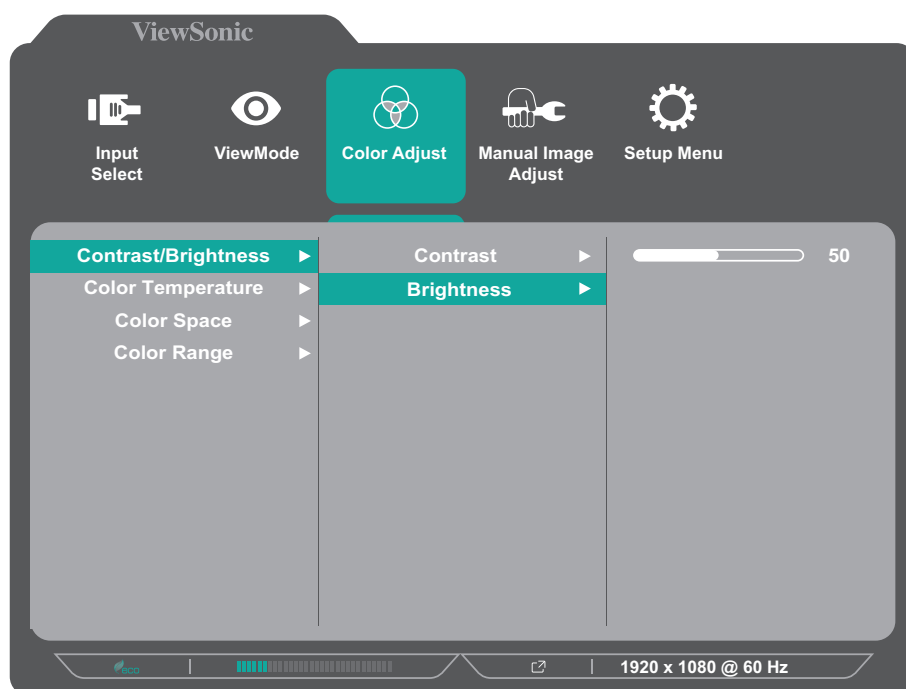 ViewSonic
Input
Select
ViewMode
Color Adjust
Manual Image
Adjust
Setup Menu
Contrast/Brightness
Contrast
50
Color Temperature
Brightness
Color Space
Color Range
eco
1920 x 1080 @ 60 Hz